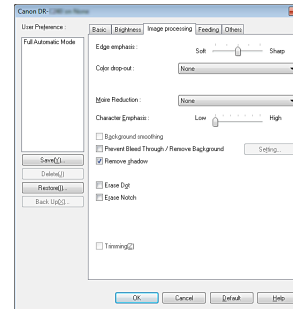 Canon DR-
User Preference :
Full Automatic Mode
Save(Y)...
Delete(J)
Restore(I)...
Back Up(X)...
Basic Brightness Image processing Feeding Others
Edge emphasis : Soft Sharp
Color drop-out : None
Moire Reduction : None
Character Emphasis : Low High
Background smoothing
Prevent Bleed Through / Remove Background Setting...
Remove shadow
Erase Dot
Erase Notch
Trimming(Z)
OK Cancel Default Help